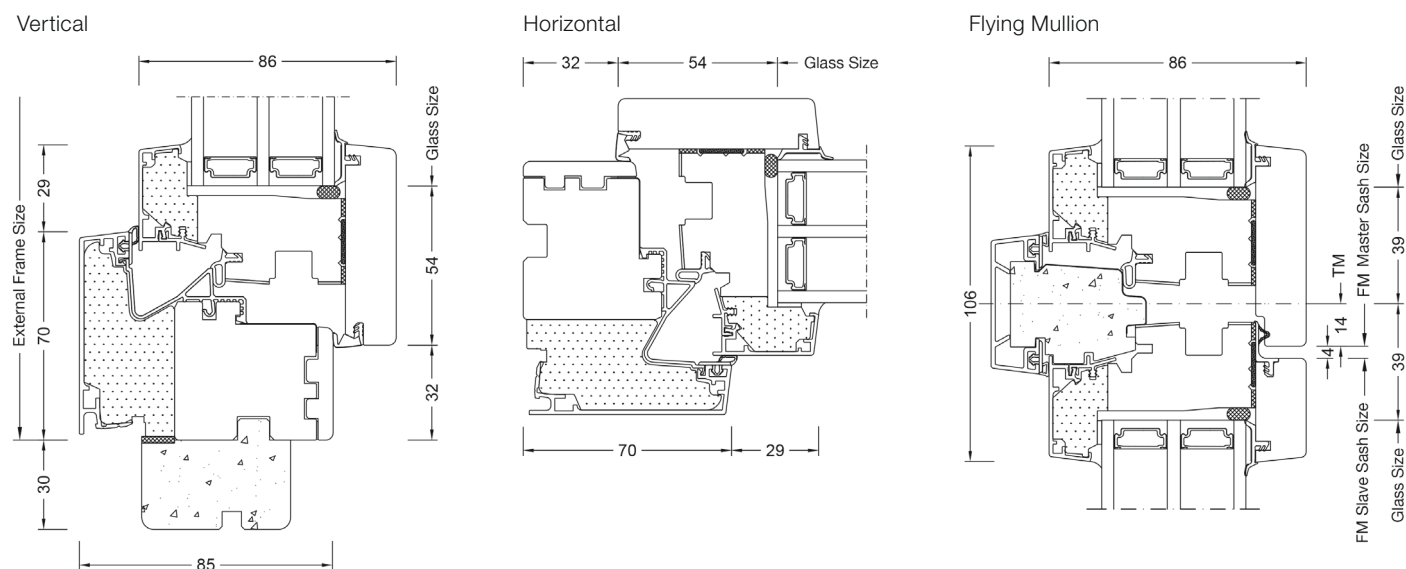 Vertical
86
Glass Size
29
External Frame Size
70
54
32
30
85
Horizontal
32
54
Glass Size
70
29
Flying Mullion
86
Glass Size
FM Master Sash Size
39
TM
106
14
4
39
FM Slave Sash Size
Glass Size